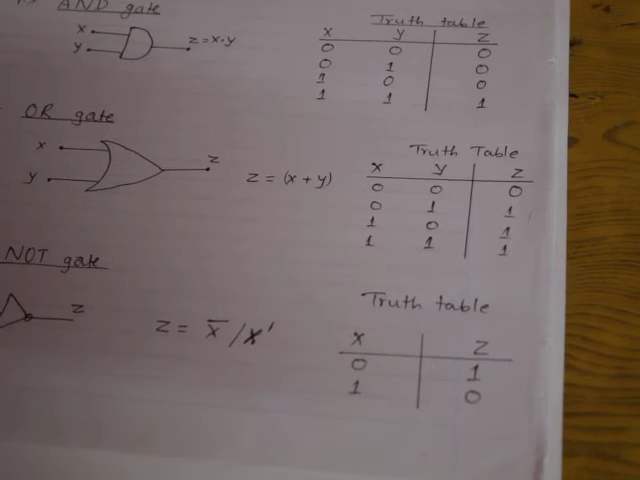 AND gate
Truth table
x y z
x
y
z = x·y
0 0 0
0 1 0
1 0 0
1 1 1
OR gate
x
y
z
z = (x + y)
Truth Table
x y z
0 0 0
0 1 1
1 0 1
1 1 1
NOT gate
z
z = x̅ / x'
Truth table
x z
0 1
1 0